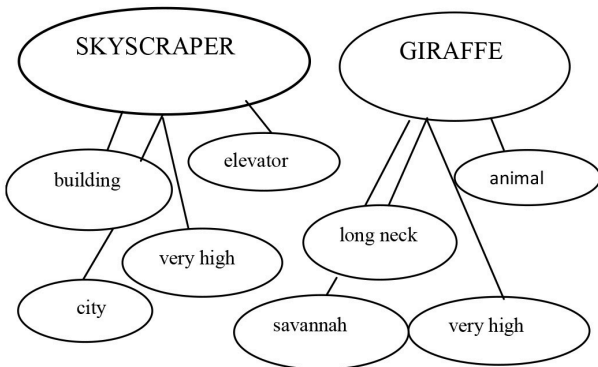 SKYSCRAPER
GIRAFFE
elevator
building
animal
long neck
very high
city
savannah
very high